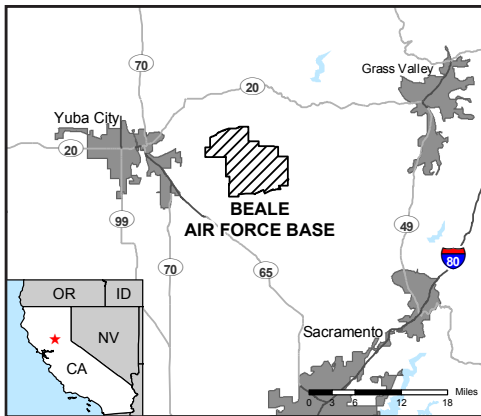 70
Grass Valley
20
Yuba City
20
BEALE
AIR FORCE BASE
99
49
70
65
80
OR
ID
NV
CA
Sacramento
Miles
0 3 6 12 18